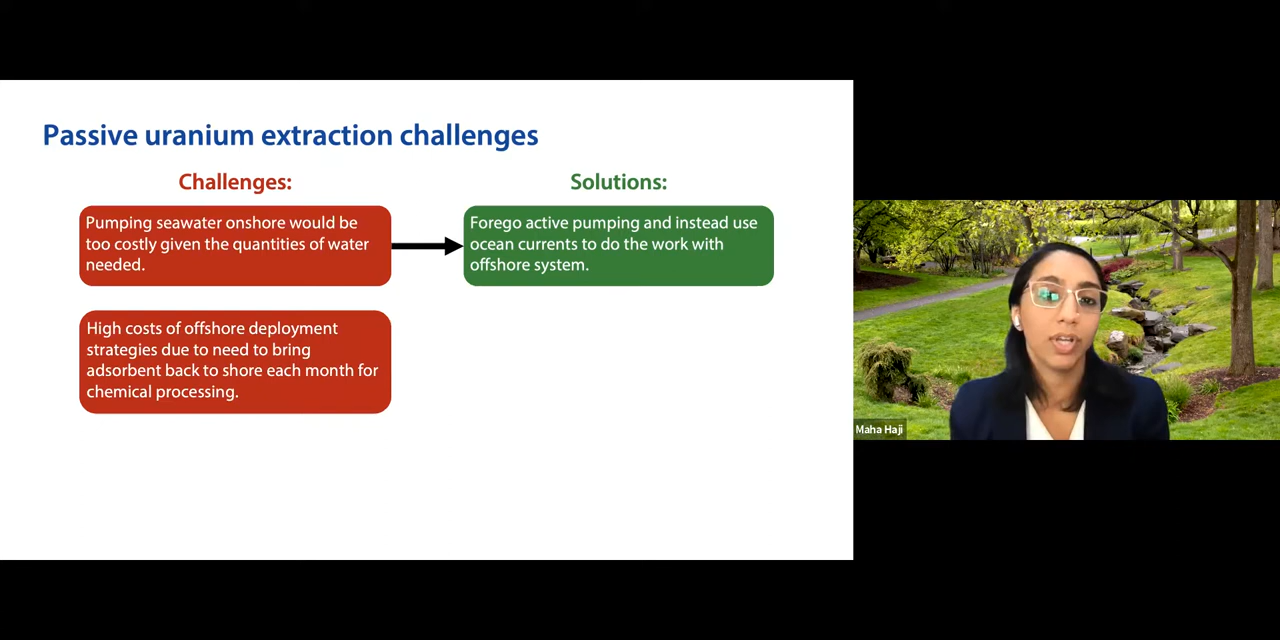 Passive uranium extraction challenges
Challenges:
Solutions:
Pumping seawater onshore would be
too costly given the quantities of water
needed.
Forego active pumping and instead use
ocean currents to do the work with
offshore system.
High costs of offshore deployment
strategies due to need to bring
adsorbent back to shore each month for
chemical processing.
Maha Haji